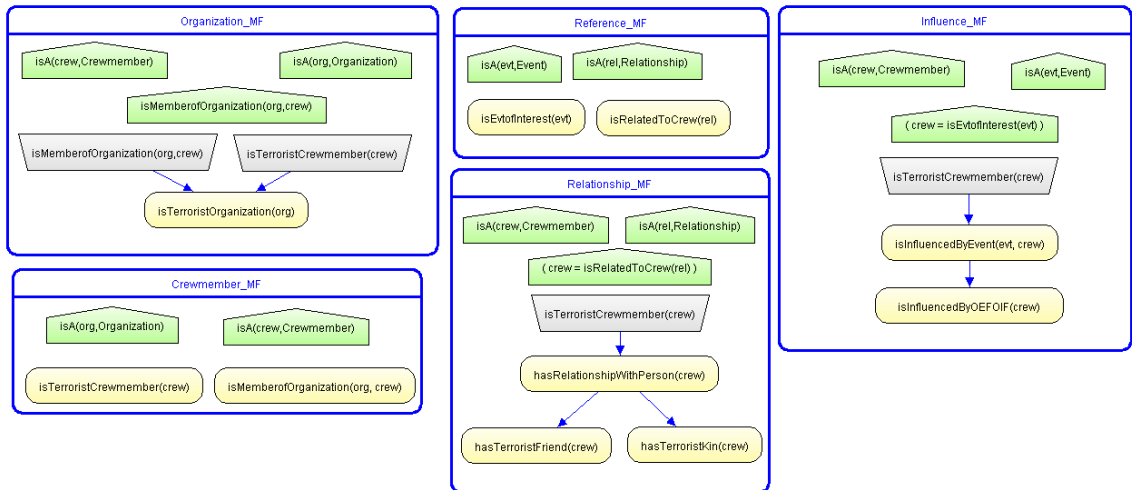 Organization_MF
isA(crew,Crewmember)
isA(org,Organization)
isMemberofOrganization(org,crew)
isMemberofOrganization(org,crew)
isTerroristCrewmember(crew)
isTerroristOrganization(org)
Crewmember_MF
isA(org,Organization)
isA(crew,Crewmember)
isTerroristCrewmember(crew)
isMemberofOrganization(org, crew)
Reference_MF
isA(evt,Event)
isA(rel,Relationship)
isEvtofInterest(evt)
isRelatedToCrew(rel)
Relationship_MF
isA(crew,Crewmember)
isA(rel,Relationship)
( crew = isRelatedToCrew(rel) )
isTerroristCrewmember(crew)
hasRelationshipWithPerson(crew)
hasTerroristFriend(crew)
hasTerroristKin(crew)
Influence_MF
isA(crew,Crewmember)
isA(evt,Event)
( crew = isEvtofInterest(evt) )
isTerroristCrewmember(crew)
isInfluencedByEvent(evt, crew)
isInfluencedByOEFOIF(crew)